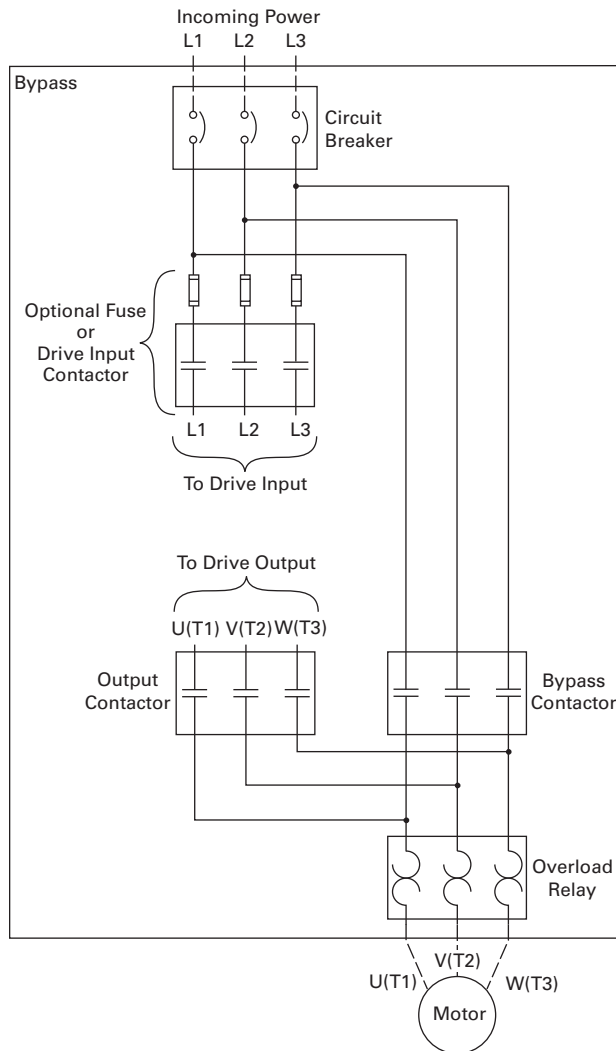 Incoming Power
L1 L2 L3
Bypass
Circuit
Breaker
Optional Fuse
or
Drive Input
Contactor
L1 L2 L3
To Drive Input
To Drive Output
U(T1) V(T2) W(T3)
Output
Contactor
Bypass
Contactor
Overload
Relay
V(T2)
U(T1) W(T3)
Motor